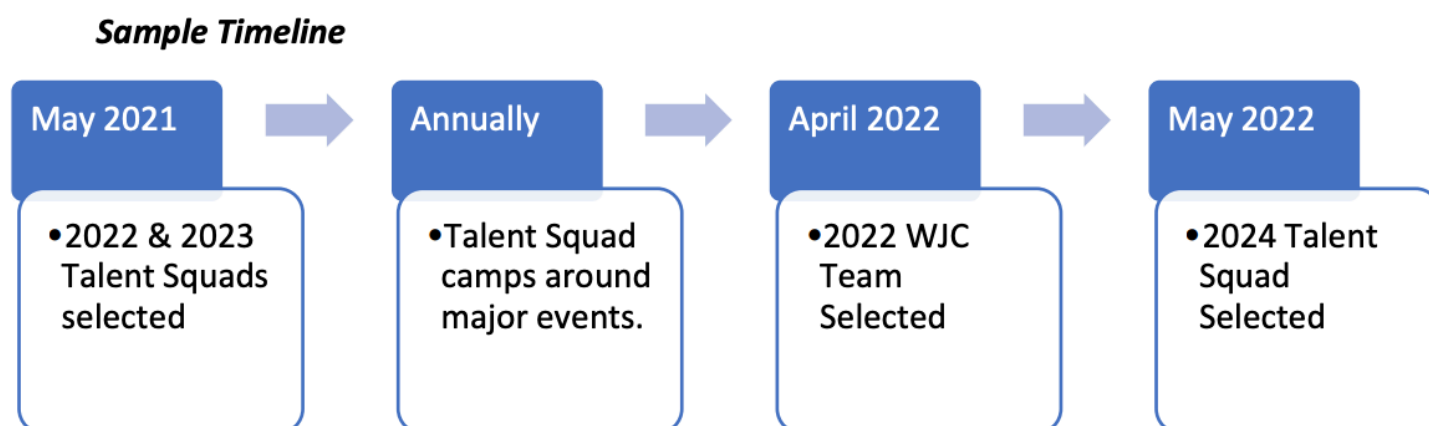 Sample Timeline
May 2021
Annually
April 2022
May 2022
•2022 & 2023
Talent Squads
selected
•Talent Squad
camps around
major events.
•2022 WJC
Team
Selected
•2024 Talent
Squad
Selected